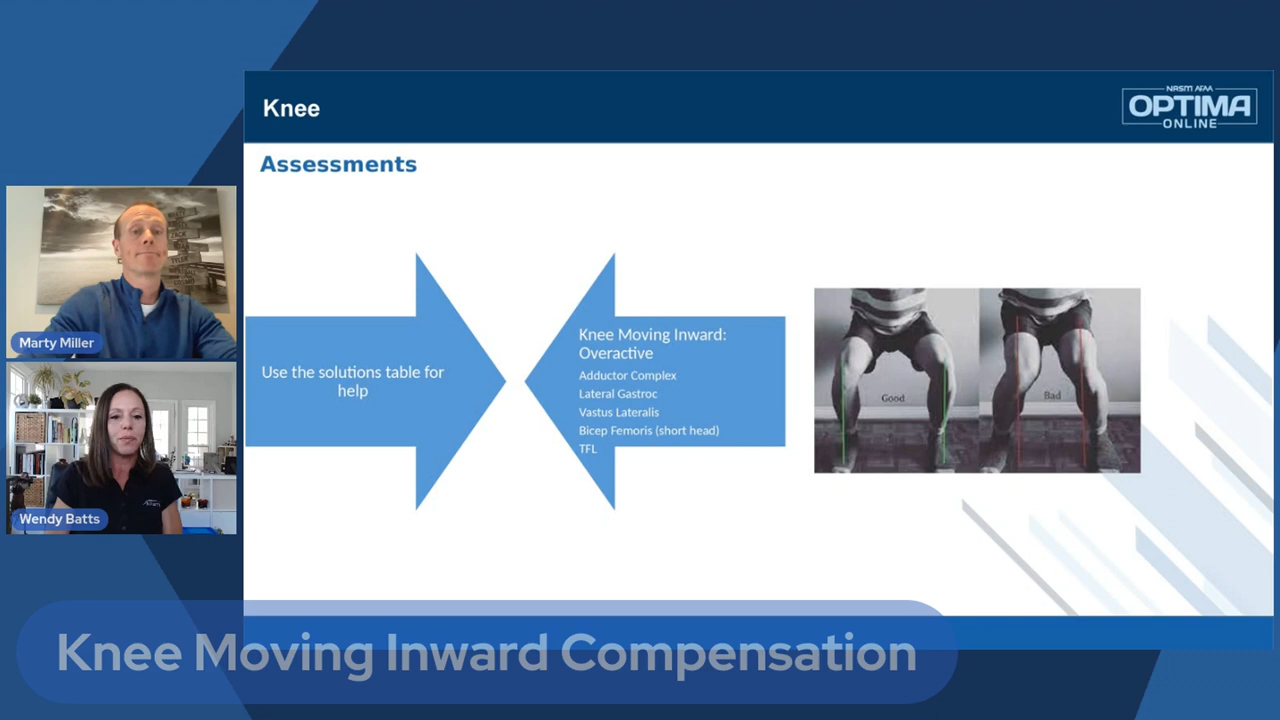 Knee
NASM AFAA
OPTIMA
ONLINE
Assessments
Marty Miller
Wendy Batts
Use the solutions table for
help
Knee Moving Inward:
Overactive
Adductor Complex
Lateral Gastroc
Vastus Lateralis
Bicep Femoris (short head)
TFL
Good
Bad
Knee Moving Inward Compensation